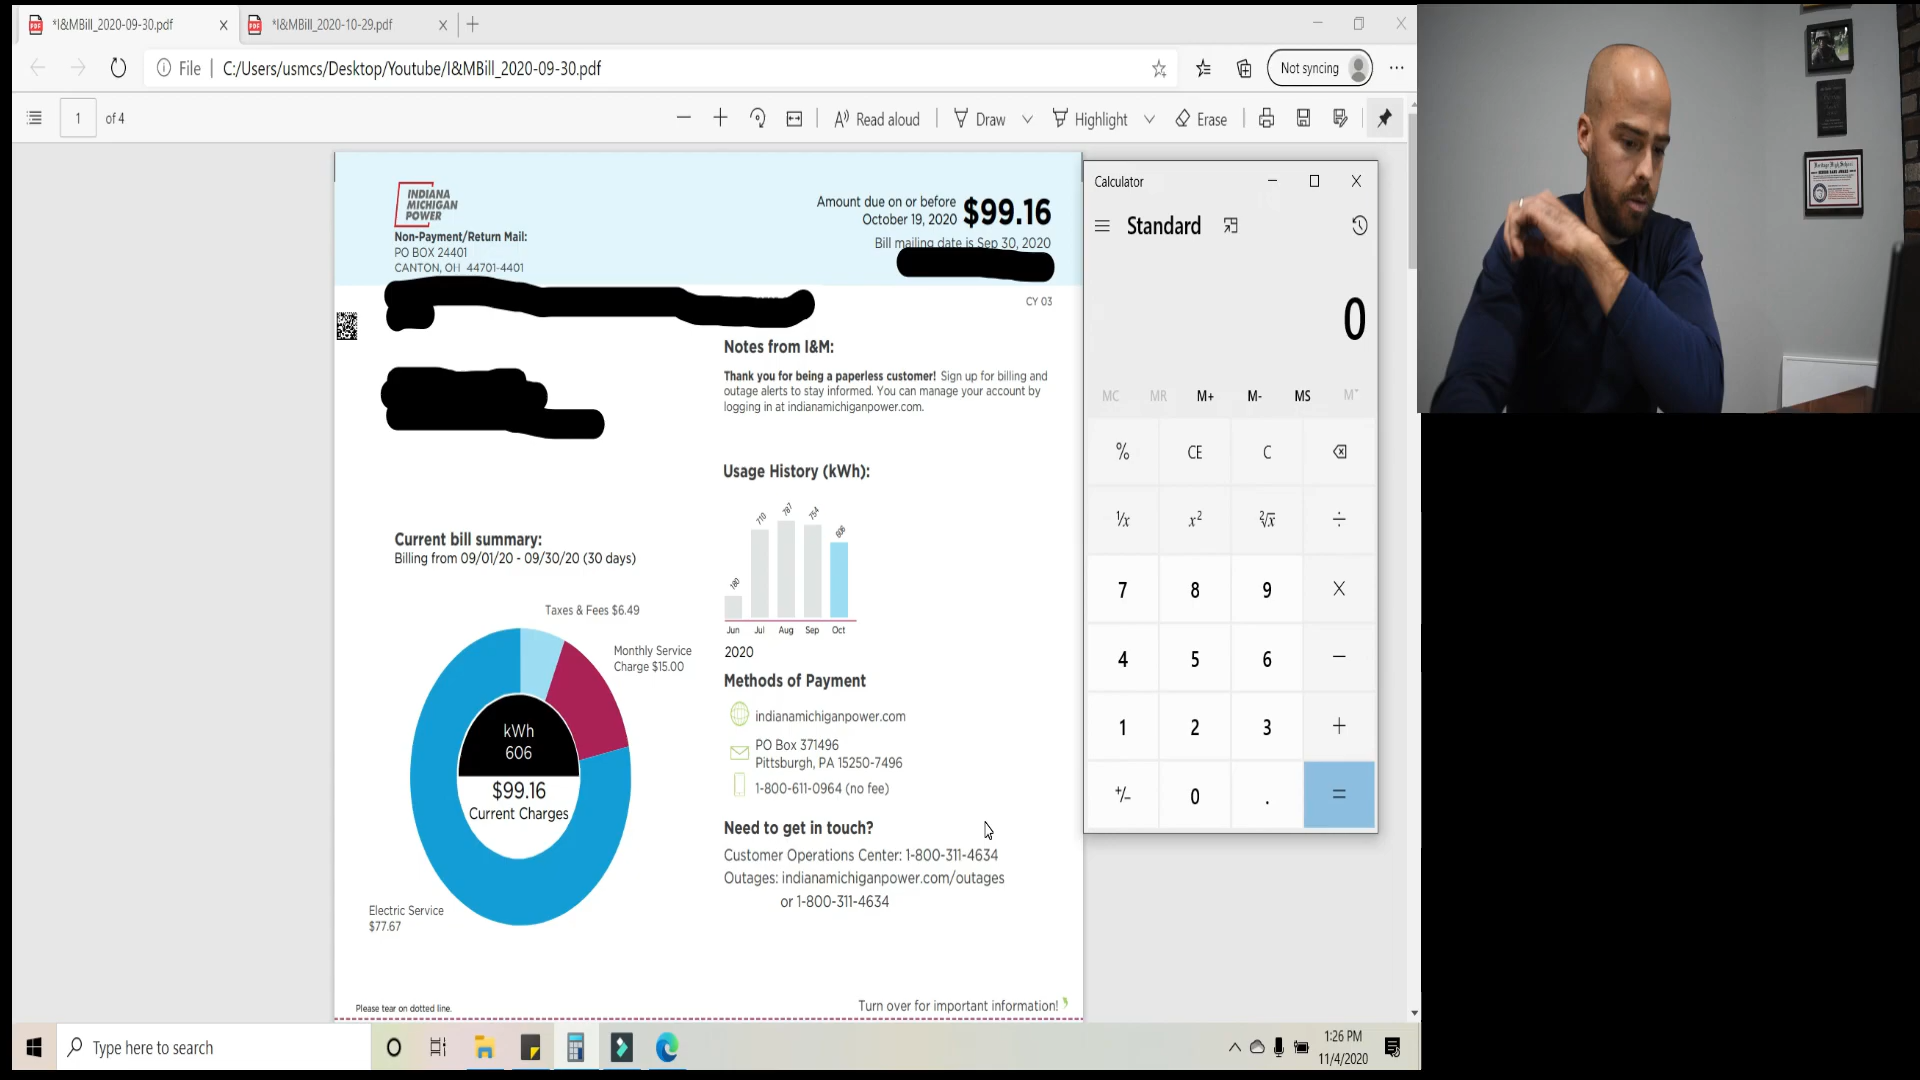 *I&MBill_2020-09-30.pdf
*I&MBill_2020-10-29.pdf
File
C:/Users/usmcs/Desktop/Youtube/I&MBill_2020-09-30.pdf
Not syncing
1 of 4
Read aloud
Draw
Highlight
Erase
INDIANA
MICHIGAN
POWER
Non-Payment/Return Mail:
PO BOX 24401
CANTON, OH 44701-4401
Amount due on or before
October 19, 2020
$99.16
Bill mailing date is Sep 30, 2020
CY 03
Notes from I&M:
Thank you for being a paperless customer! Sign up for billing and
outage alerts to stay informed. You can manage your account by
logging in at indianamichiganpower.com.
Usage History (kWh):
180
710
787
754
606
Jun Jul Aug Sep Oct
2020
Current bill summary:
Billing from 09/01/20 - 09/30/20 (30 days)
Taxes & Fees $6.49
Monthly Service
Charge $15.00
kWh
606
$99.16
Current Charges
Electric Service
$77.67
Methods of Payment
indianamichiganpower.com
PO Box 371496
Pittsburgh, PA 15250-7496
1-800-611-0964 (no fee)
Need to get in touch?
Customer Operations Center: 1-800-311-4634
Outages: indianamichiganpower.com/outages
or 1-800-311-4634
Please tear on dotted line.
Turn over for important information!
Calculator
Standard
0
MC MR M+ M- MS M˅
% CE C
1/x x² ²√x ÷
7 8 9 ×
4 5 6 −
1 2 3 +
+/− 0 . =
Type here to search
1:26 PM
11/4/2020